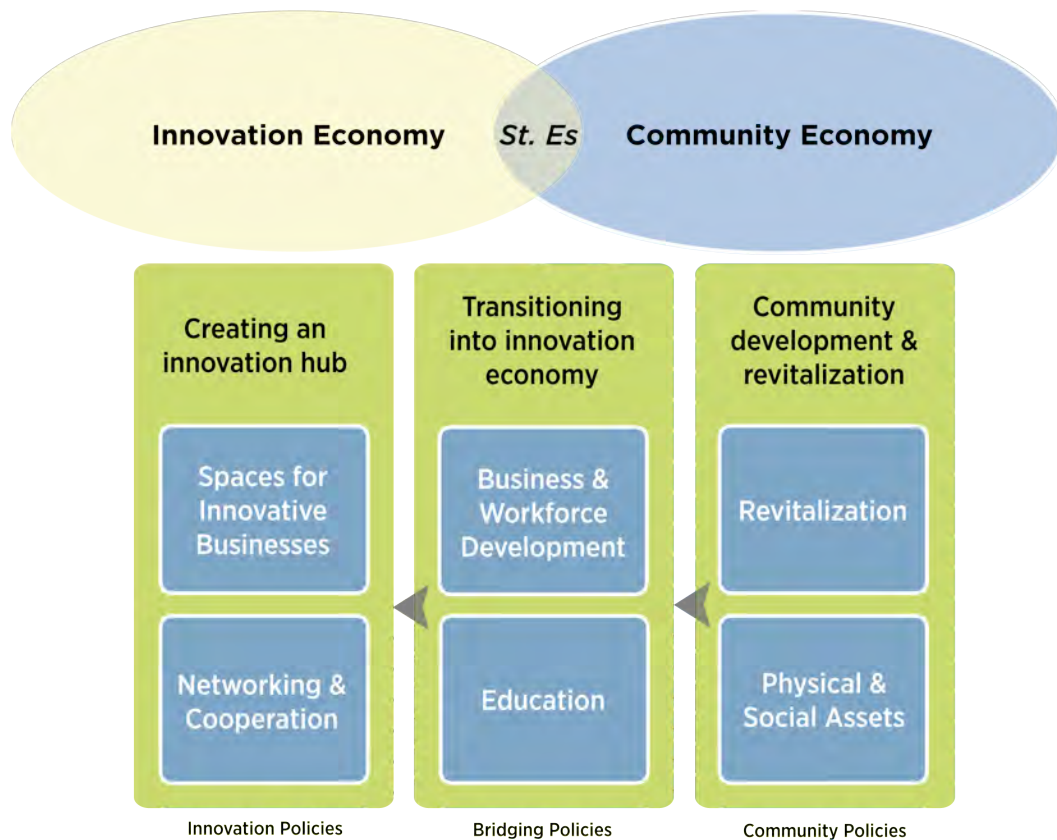 Innovation Economy
St. Es
Community Economy
Creating an
innovation hub
Spaces for
Innovative
Businesses
Networking &
Cooperation
Innovation Policies
Transitioning
into innovation
economy
Business &
Workforce
Development
Education
Bridging Policies
Community
development &
revitalization
Revitalization
Physical &
Social Assets
Community Policies